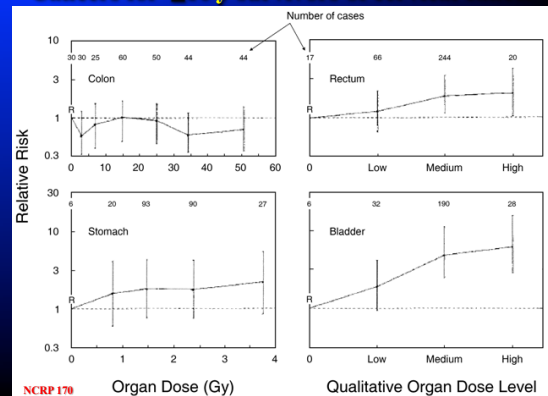 Number of cases
Relative Risk
10
3
1
0.3
30 30 25 60 50 44 44
Colon
R
0 10 20 30 40 50 60
17 66 244 20
Rectum
R
0 Low Medium High
30
10
3
1
0.3
6 20 93 90 27
Stomach
R
0 1 2 3 4
6 32 190 28
Bladder
R
0 Low Medium High
NCRP 170
Organ Dose (Gy)
Qualitative Organ Dose Level